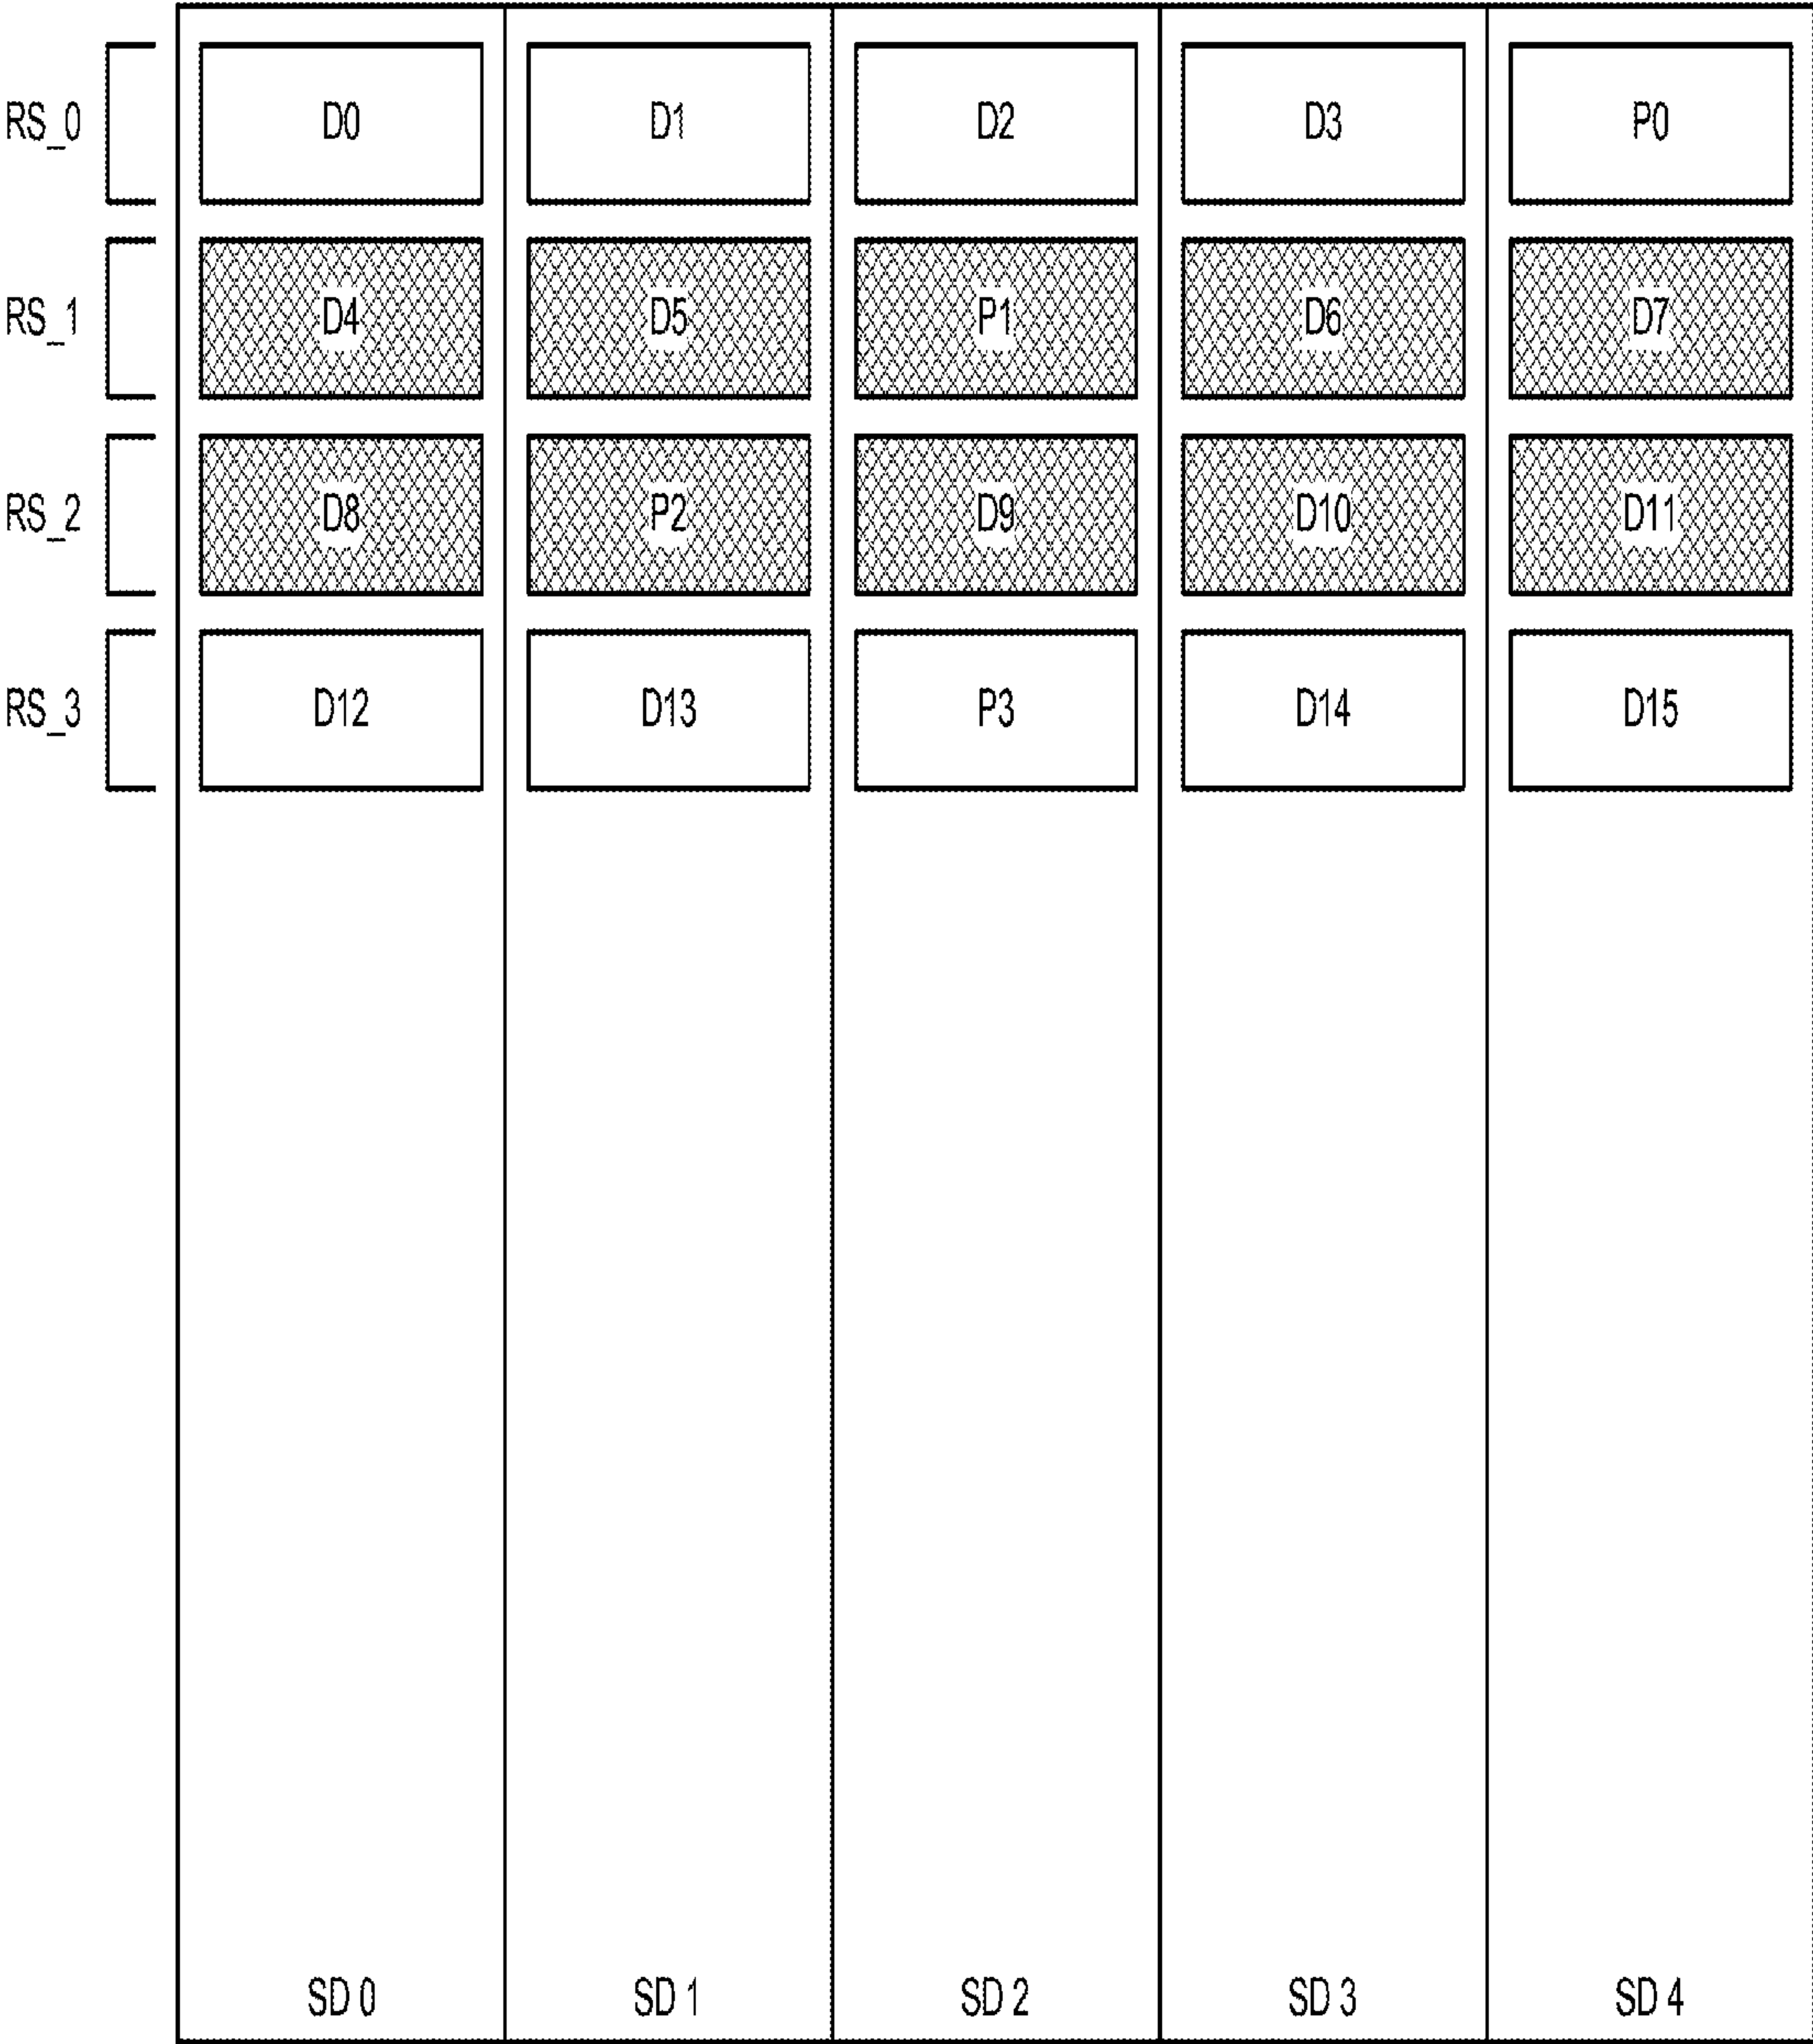 RS_0 D0 D1 D2 D3 P0
RS_1 D4 D5 P1 D6 D7
RS_2 D8 P2 D9 D10 D11
RS_3 D12 D13 P3 D14 D15
SD 0 SD 1 SD 2 SD 3 SD 4